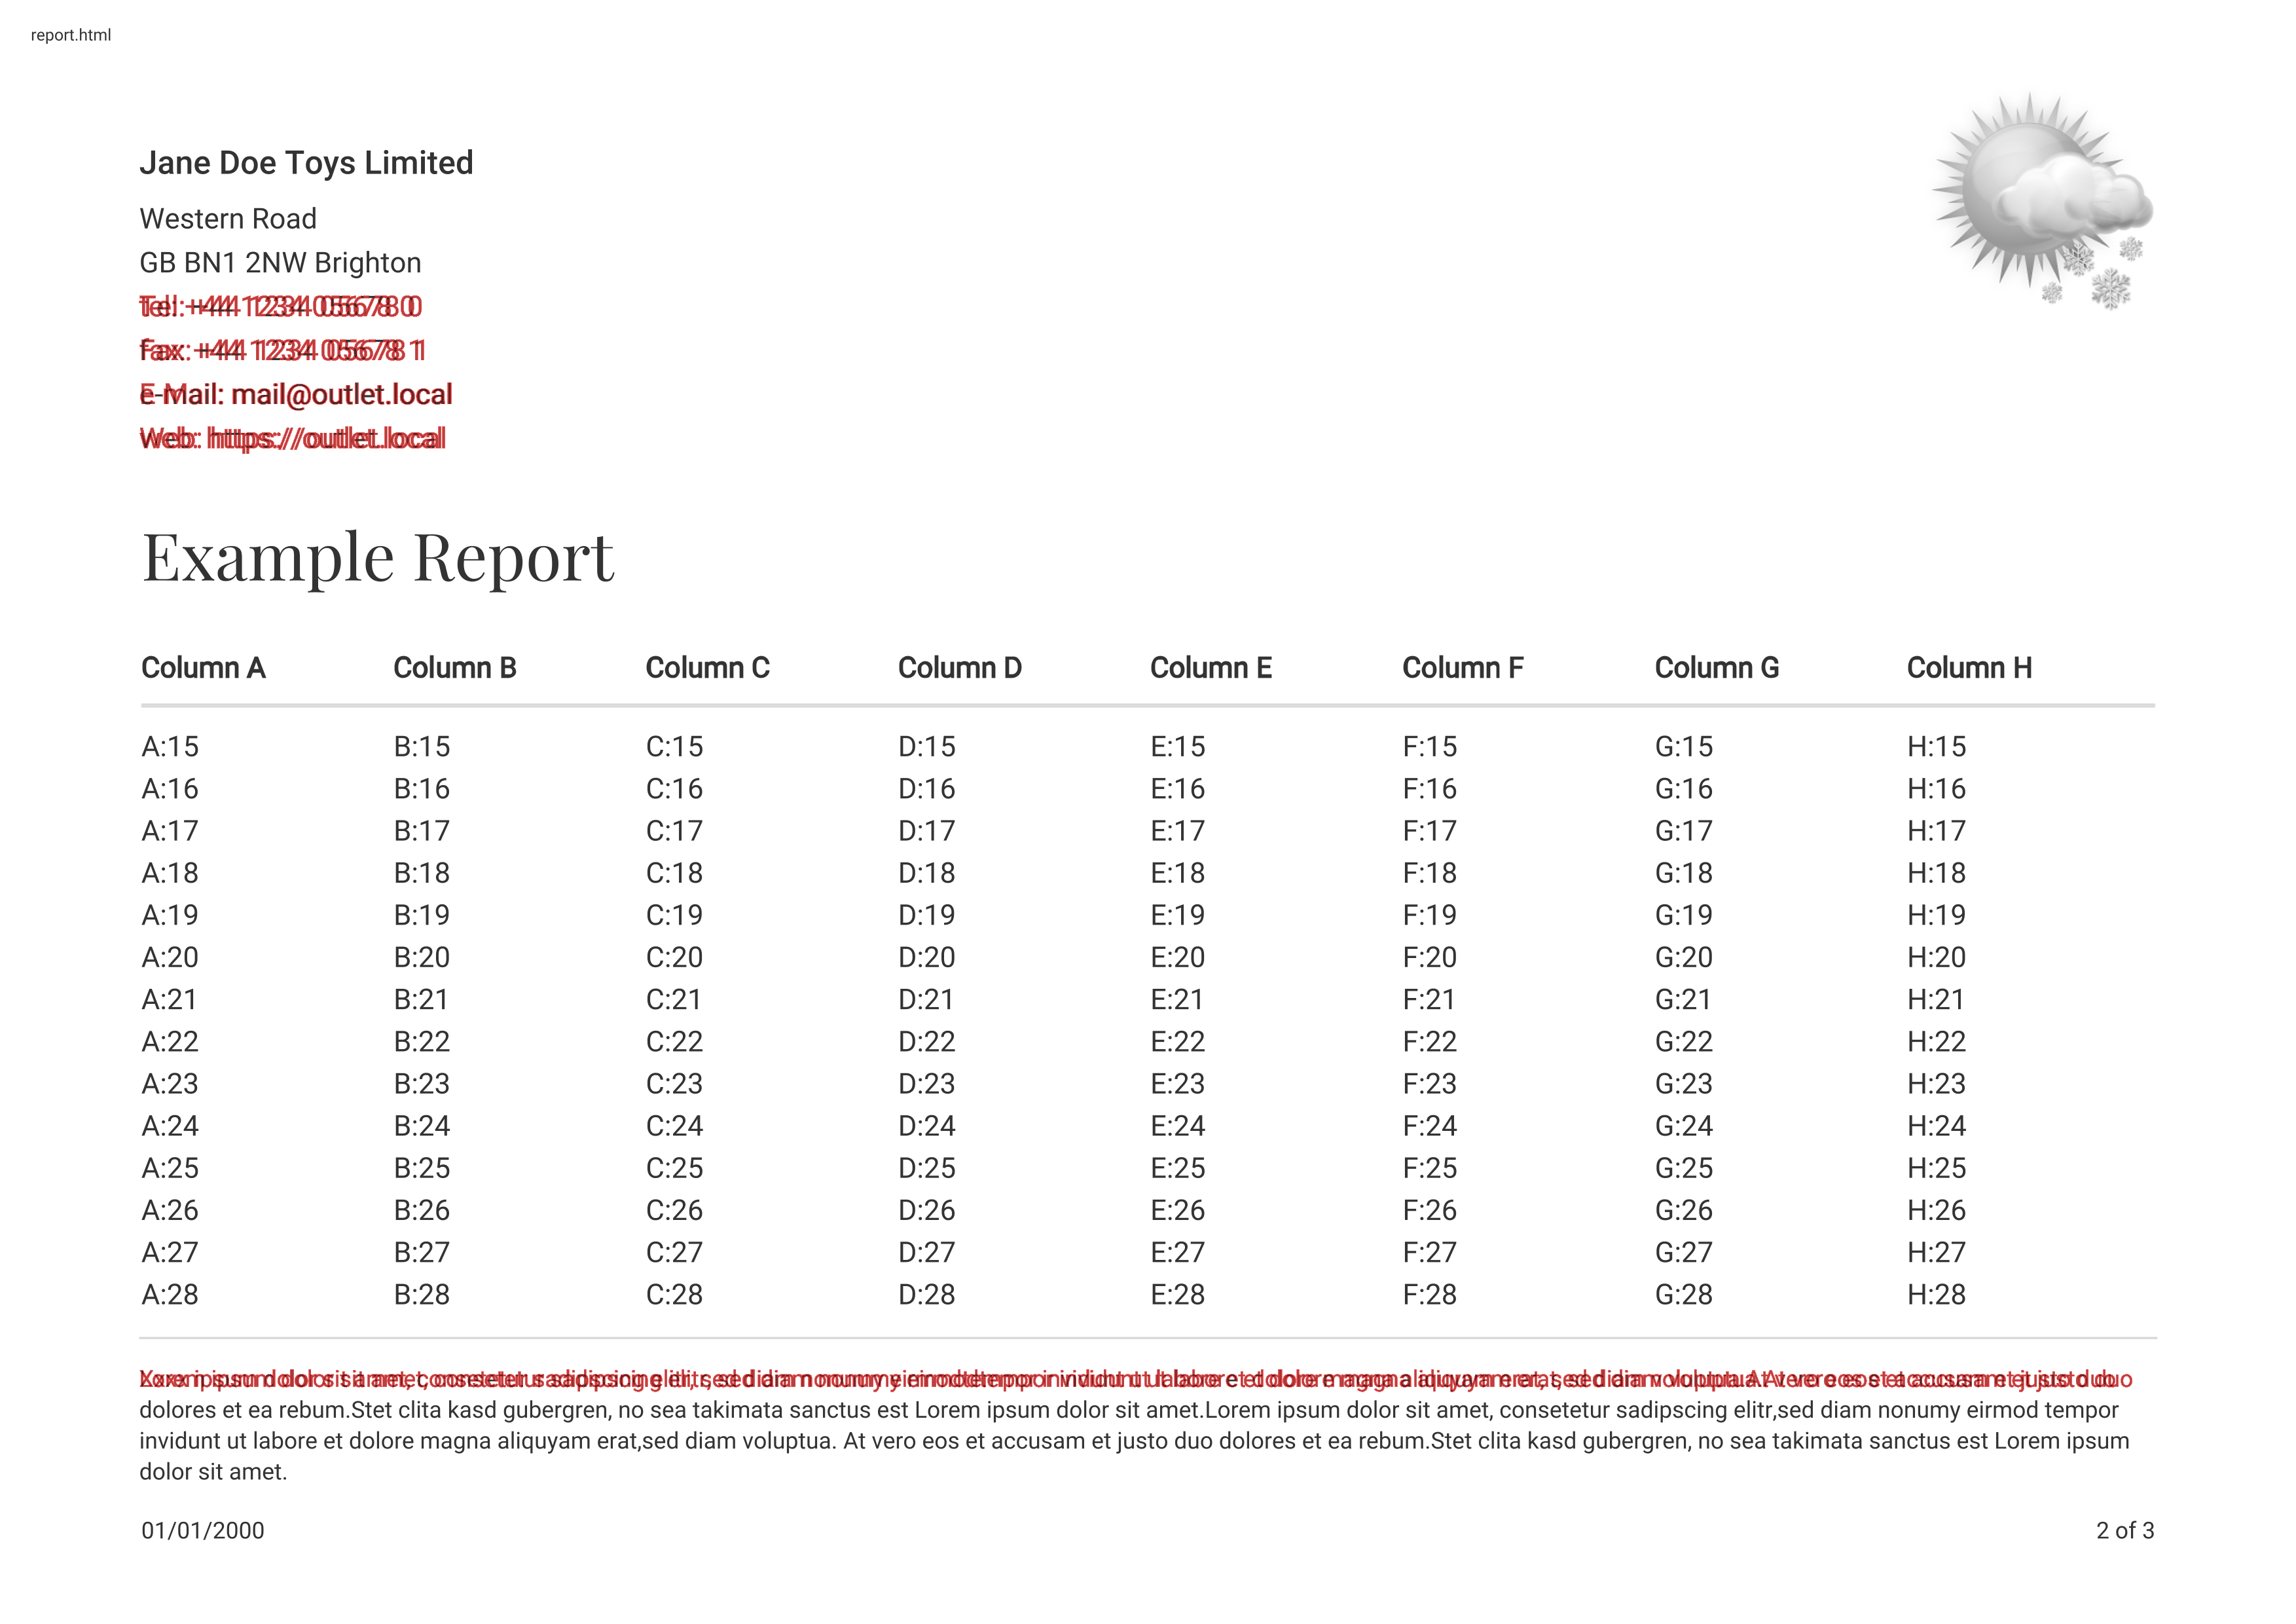 report.html
Jane Doe Toys Limited
Western Road
GB BN1 2NW Brighton
+44 1234 05678 0
+44 1234 05678 1
mail@outlet.local
https://outlet.local
Example Report
Column A Column B Column C Column D Column E Column F Column G Column H
A:15 B:15 C:15 D:15 E:15 F:15 G:15 H:15
A:16 B:16 C:16 D:16 E:16 F:16 G:16 H:16
A:17 B:17 C:17 D:17 E:17 F:17 G:17 H:17
A:18 B:18 C:18 D:18 E:18 F:18 G:18 H:18
A:19 B:19 C:19 D:19 E:19 F:19 G:19 H:19
A:20 B:20 C:20 D:20 E:20 F:20 G:20 H:20
A:21 B:21 C:21 D:21 E:21 F:21 G:21 H:21
A:22 B:22 C:22 D:22 E:22 F:22 G:22 H:22
A:23 B:23 C:23 D:23 E:23 F:23 G:23 H:23
A:24 B:24 C:24 D:24 E:24 F:24 G:24 H:24
A:25 B:25 C:25 D:25 E:25 F:25 G:25 H:25
A:26 B:26 C:26 D:26 E:26 F:26 G:26 H:26
A:27 B:27 C:27 D:27 E:27 F:27 G:27 H:27
A:28 B:28 C:28 D:28 E:28 F:28 G:28 H:28
ipsum dolor sit amet, consetetur sadipscing elitr, sed diam nonumy eirmod tempor invidunt ut labore et dolore magna aliquyam erat, sed diam voluptua. At vero eos et accusam et justo duo
dolores et ea rebum.Stet clita kasd gubergren, no sea takimata sanctus est Lorem ipsum dolor sit amet.Lorem ipsum dolor sit amet, consetetur sadipscing elitr,sed diam nonumy eirmod tempor
invidunt ut labore et dolore magna aliquyam erat,sed diam voluptua. At vero eos et accusam et justo duo dolores et ea rebum.Stet clita kasd gubergren, no sea takimata sanctus est Lorem ipsum
dolor sit amet.
01/01/2000 2 of 3